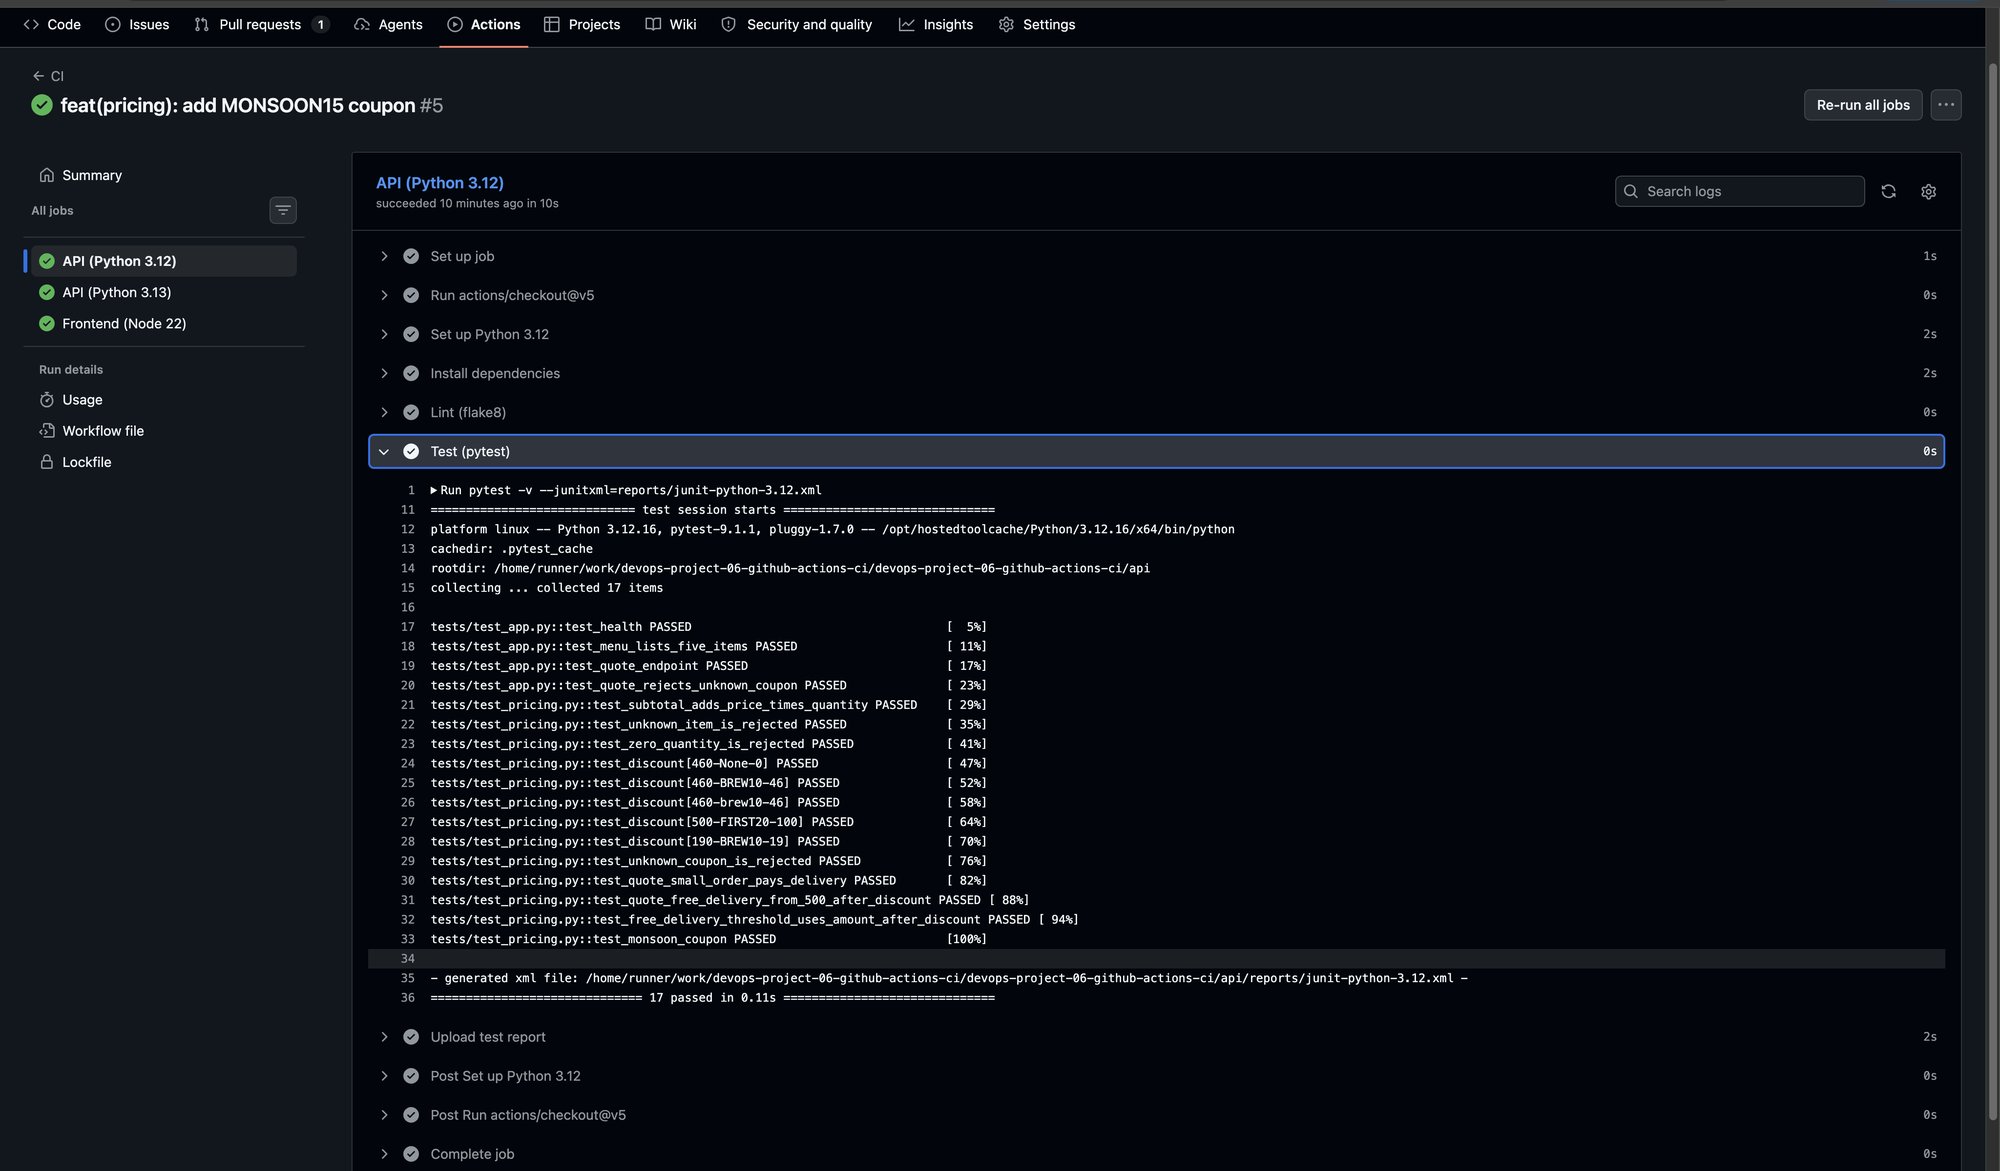 Code Issues Pull requests 1 Agents Actions Projects Wiki Security and quality Insights Settings
CI
feat(pricing): add MONSOON15 coupon #5
Re-run all jobs
Summary
All jobs
API (Python 3.12)
API (Python 3.13)
Frontend (Node 22)
Run details
Usage
Workflow file
Lockfile
API (Python 3.12)
succeeded 10 minutes ago in 10s
Search logs
Set up job 1s
Run actions/checkout@v5 0s
Set up Python 3.12 2s
Install dependencies 2s
Lint (flake8) 0s
Test (pytest) 0s
1 Run pytest -v --junitxml=reports/junit-python-3.12.xml
11 ============================= test session starts ==============================
12 platform linux -- Python 3.12.16, pytest-9.1.1, pluggy-1.7.0 -- /opt/hostedtoolcache/Python/3.12.16/x64/bin/python
13 cachedir: .pytest_cache
14 rootdir: /home/runner/work/devops-project-06-github-actions-ci/devops-project-06-github-actions-ci/api
15 collecting ... collected 17 items
16
17 tests/test_app.py::test_health PASSED [  5%]
18 tests/test_app.py::test_menu_lists_five_items PASSED [ 11%]
19 tests/test_app.py::test_quote_endpoint PASSED [ 17%]
20 tests/test_app.py::test_quote_rejects_unknown_coupon PASSED [ 23%]
21 tests/test_pricing.py::test_subtotal_adds_price_times_quantity PASSED [ 29%]
22 tests/test_pricing.py::test_unknown_item_is_rejected PASSED [ 35%]
23 tests/test_pricing.py::test_zero_quantity_is_rejected PASSED [ 41%]
24 tests/test_pricing.py::test_discount[460-None-0] PASSED [ 47%]
25 tests/test_pricing.py::test_discount[460-BREW10-46] PASSED [ 52%]
26 tests/test_pricing.py::test_discount[460-brew10-46] PASSED [ 58%]
27 tests/test_pricing.py::test_discount[500-FIRST20-100] PASSED [ 64%]
28 tests/test_pricing.py::test_discount[190-BREW10-19] PASSED [ 70%]
29 tests/test_pricing.py::test_unknown_coupon_is_rejected PASSED [ 76%]
30 tests/test_pricing.py::test_quote_small_order_pays_delivery PASSED [ 82%]
31 tests/test_pricing.py::test_quote_free_delivery_from_500_after_discount PASSED [ 88%]
32 tests/test_pricing.py::test_free_delivery_threshold_uses_amount_after_discount PASSED [ 94%]
33 tests/test_pricing.py::test_monsoon_coupon PASSED [100%]
34
35 - generated xml file: /home/runner/work/devops-project-06-github-actions-ci/devops-project-06-github-actions-ci/api/reports/junit-python-3.12.xml -
36 ============================== 17 passed in 0.11s ==============================
Upload test report 2s
Post Set up Python 3.12 0s
Post Run actions/checkout@v5 0s
Complete job 0s